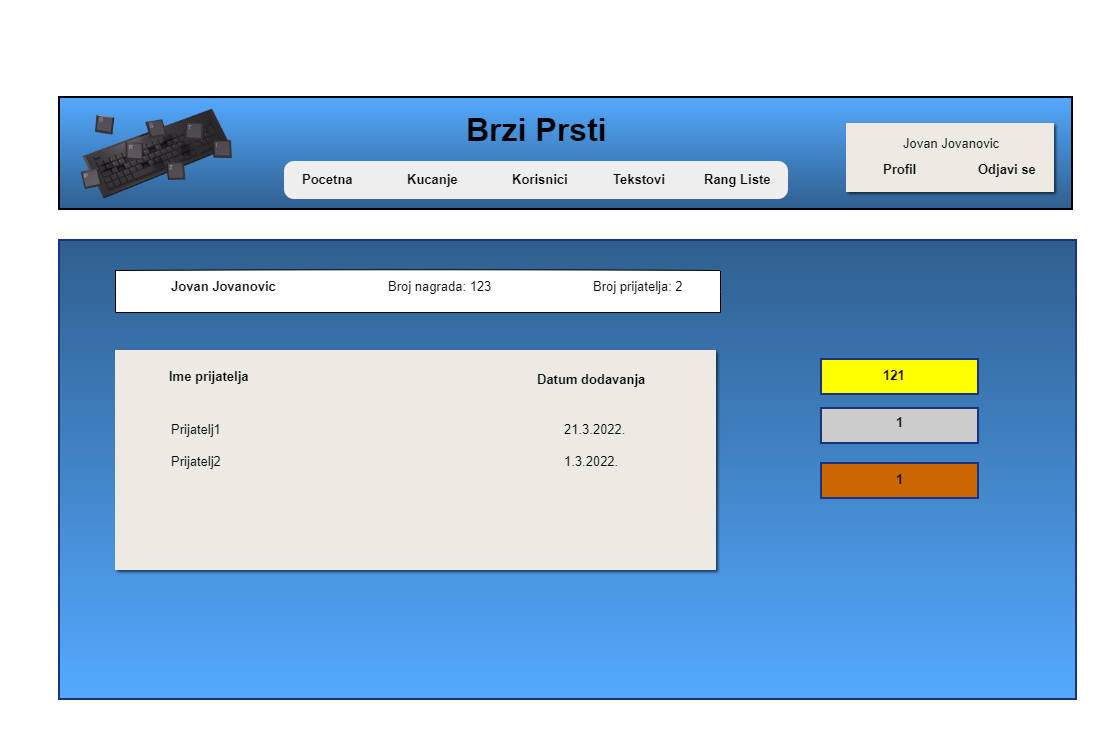 Brzi Prsti
Pocetna Kucanje Korisnici Tekstovi Rang Liste
Jovan Jovanovic
Profil Odjavi se
Jovan Jovanovic Broj nagrada: 123 Broj prijatelja: 2
Ime prijatelja Datum dodavanja
Prijatelj1 21.3.2022.
Prijatelj2 1.3.2022.
121
1
1